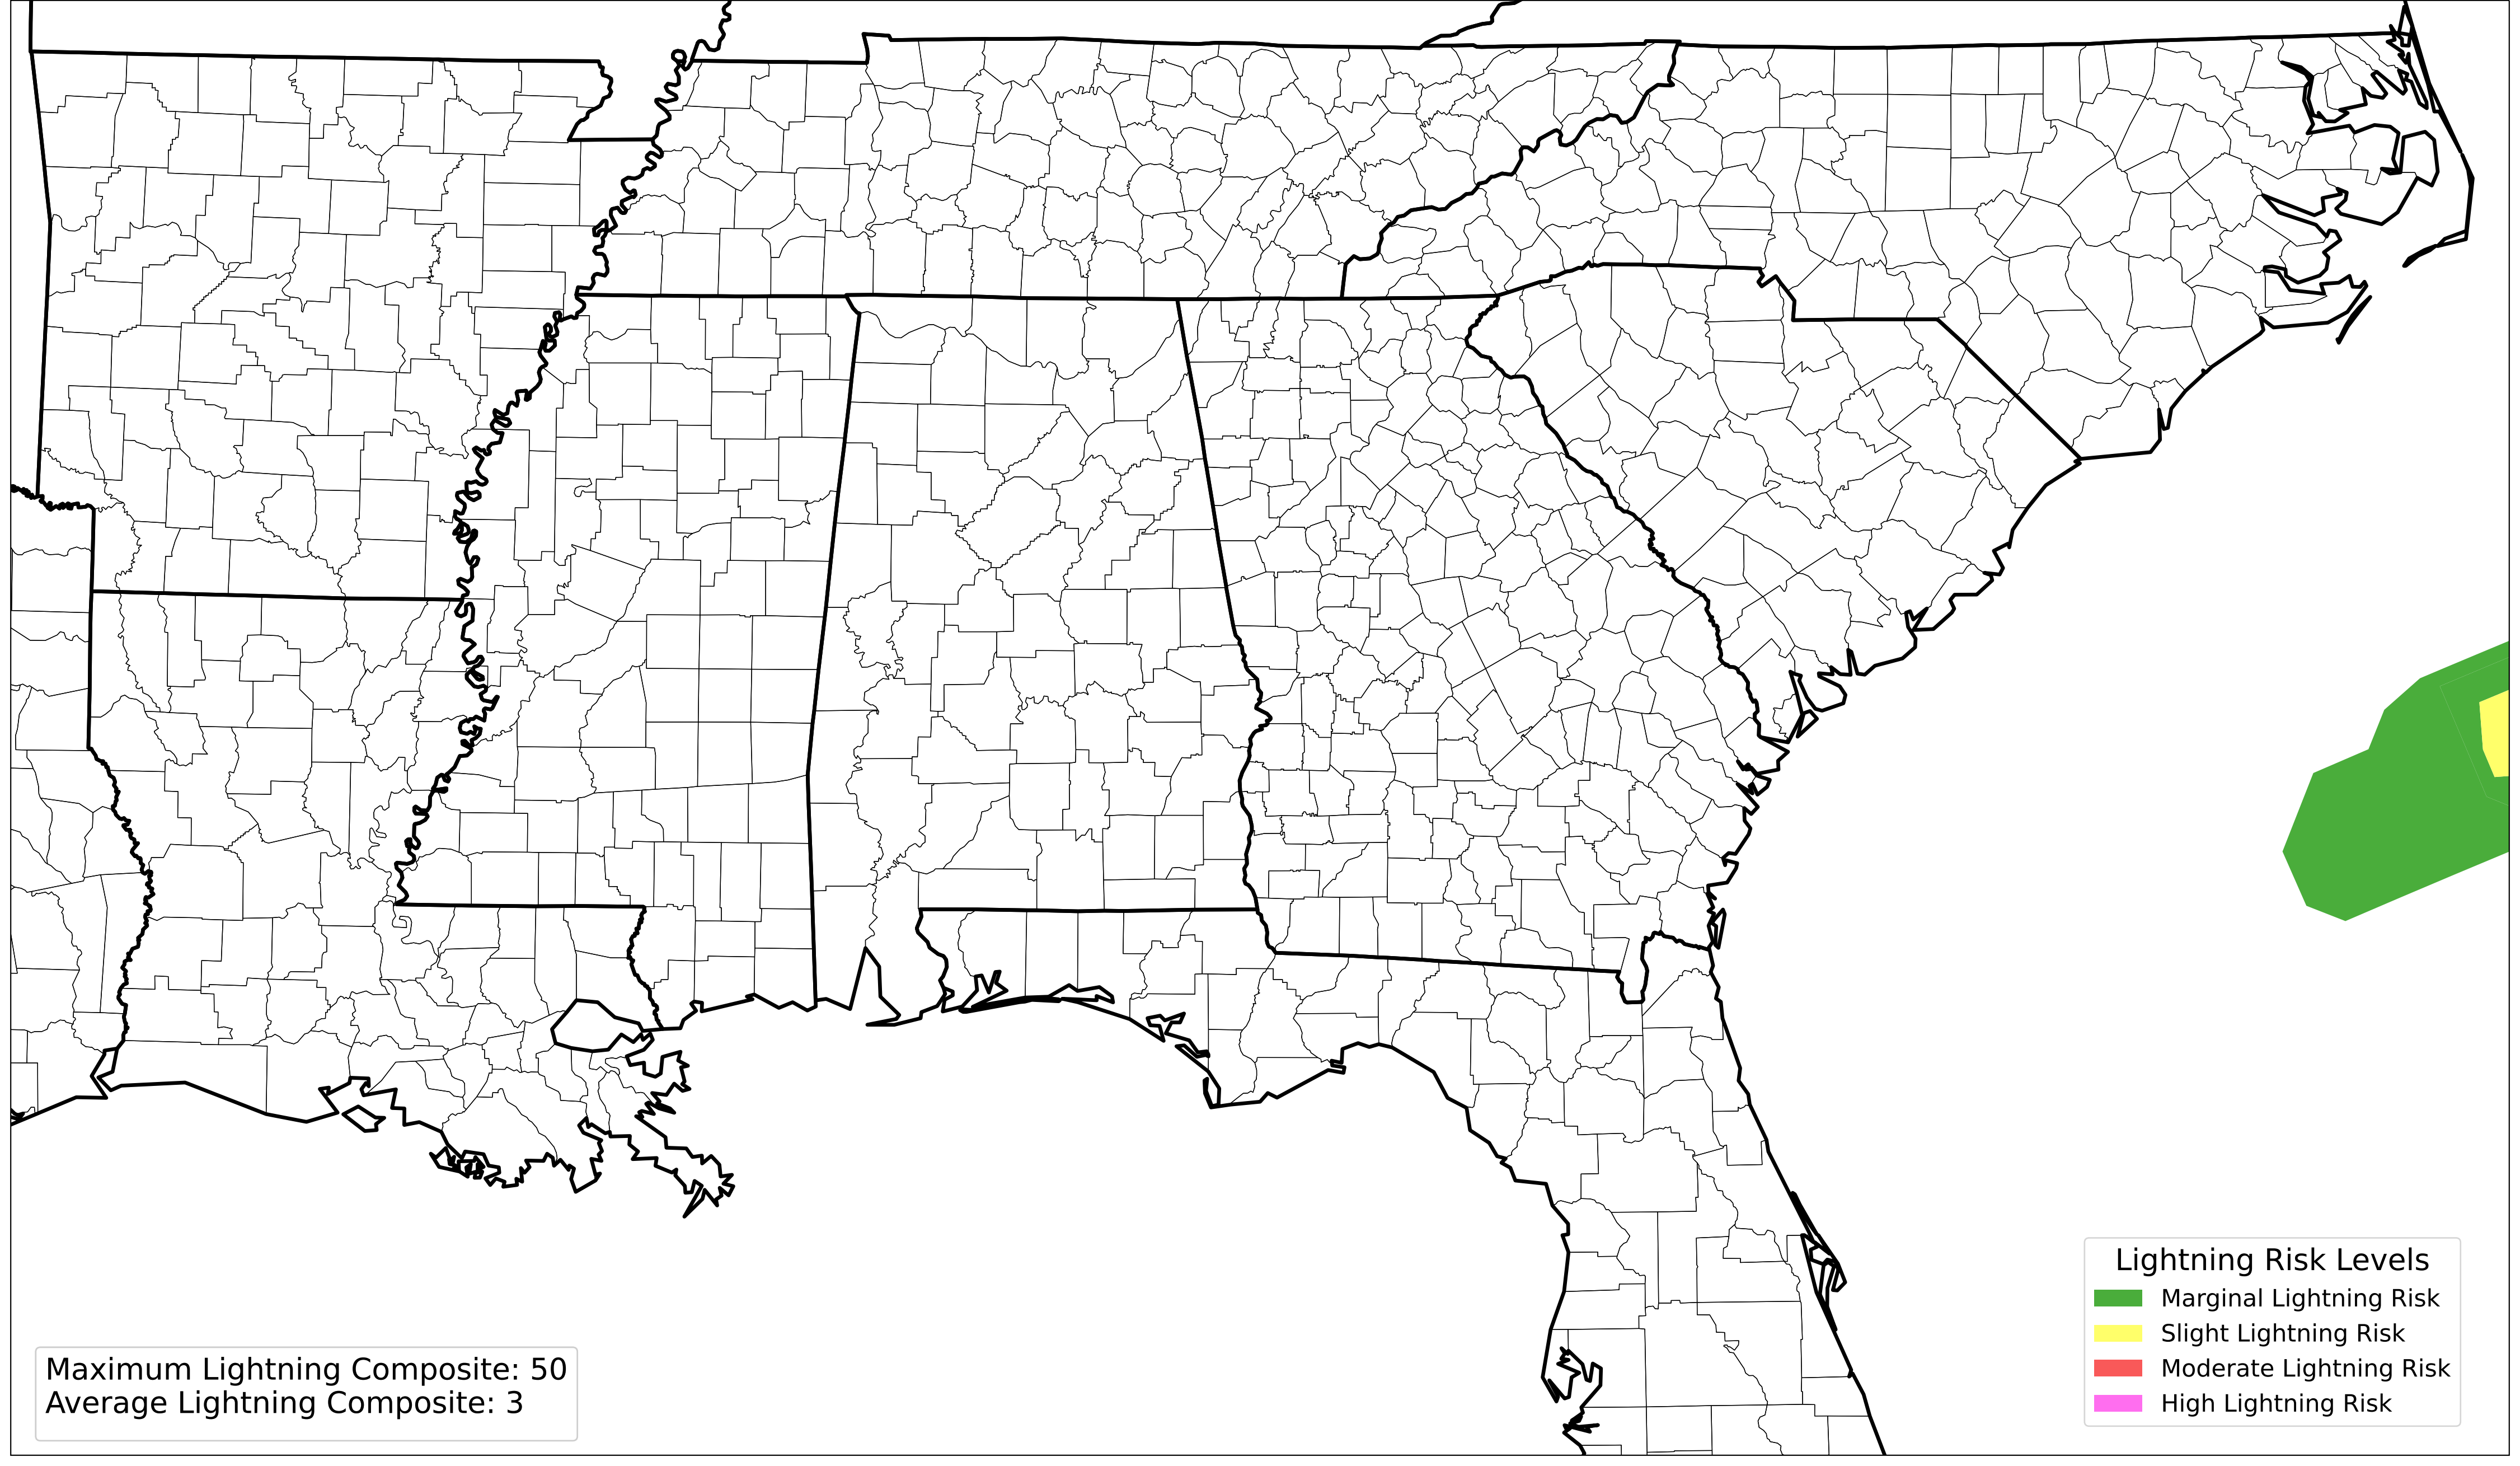 Lightning Risk Levels
Marginal Lightning Risk
Slight Lightning Risk
Moderate Lightning Risk
High Lightning Risk
Maximum Lightning Composite: 50
Average Lightning Composite: 3